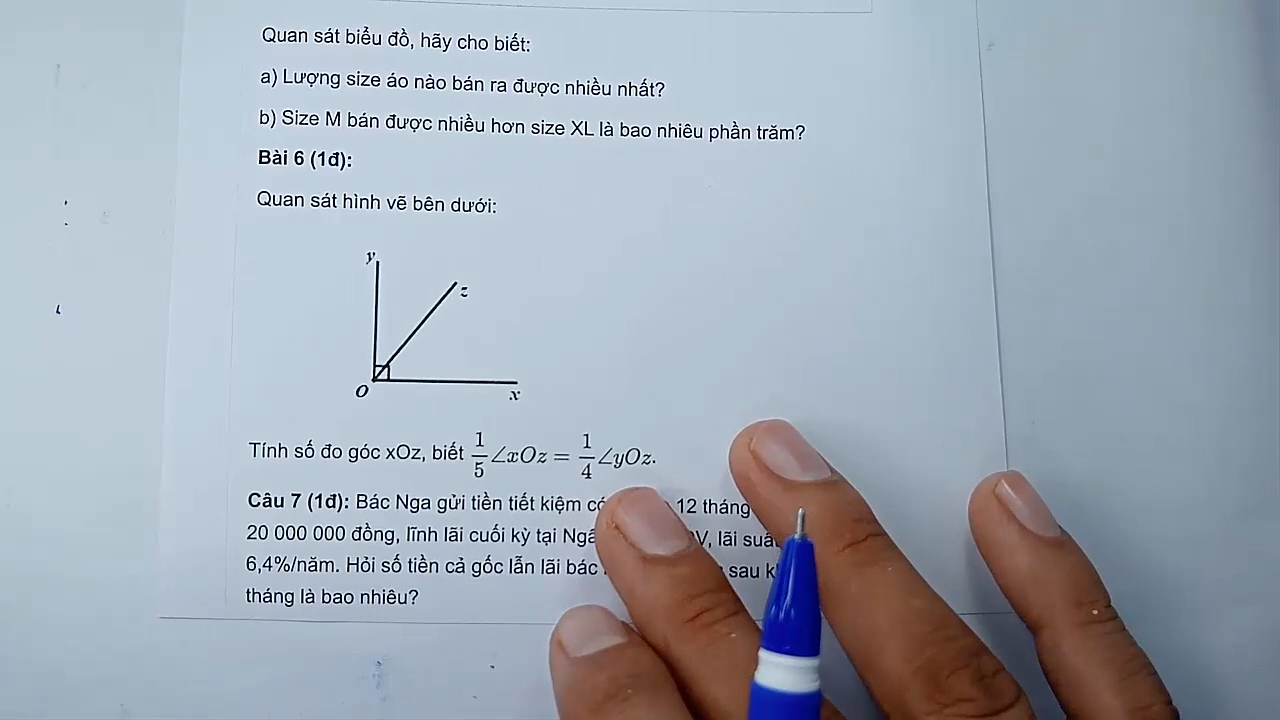 Quan sát biểu đồ, hãy cho biết:
a) Lượng size áo nào bán ra được nhiều nhất?
b) Size M bán được nhiều hơn size XL là bao nhiêu phần trăm?
Bài 6 (1đ):
Quan sát hình vẽ bên dưới:
y
z
O
x
Tính số đo góc xOz, biết 1/5 ∠xOz = 1/4 ∠yOz.
Câu 7 (1đ): Bác Nga gửi tiền tiết kiệm 12 tháng
20 000 000 đồng, lĩnh lãi cuối kỳ tại lãi
6,4%/năm. Hỏi số tiền cả gốc lẫn lãi bác sau
tháng là bao nhiêu?